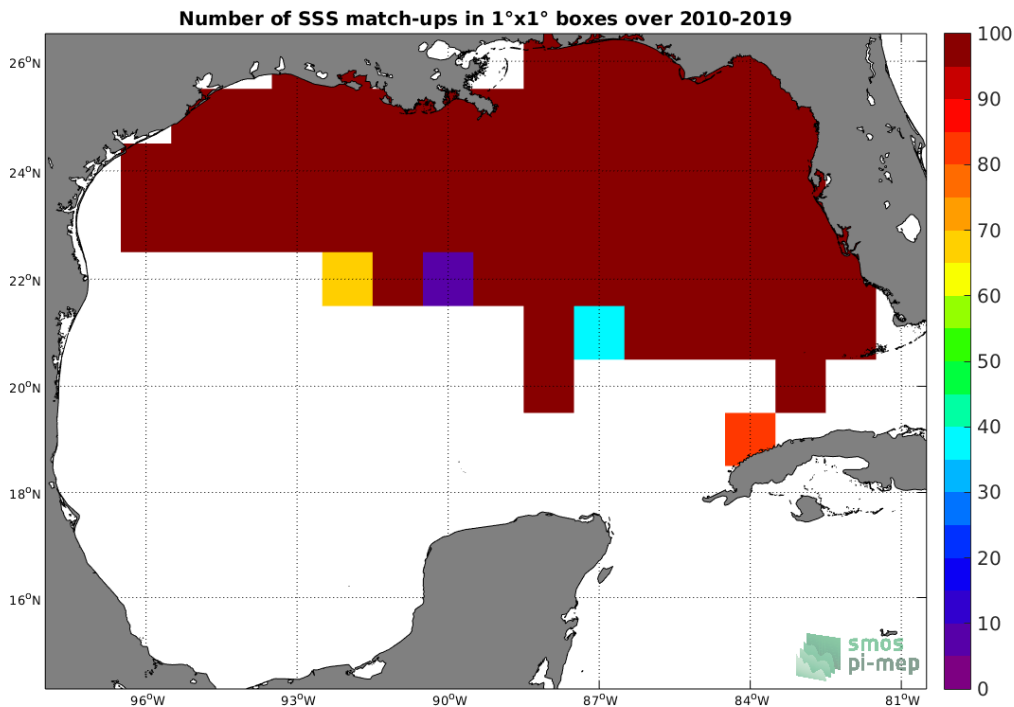 Number of SSS match-ups in 1°x1° boxes over 2010-2019
26°N
24°N
22°N
20°N
18°N
16°N
96°W
93°W
90°W
87°W
84°W
81°W
100
90
80
70
60
50
40
30
20
10
0
smos
pi-mep